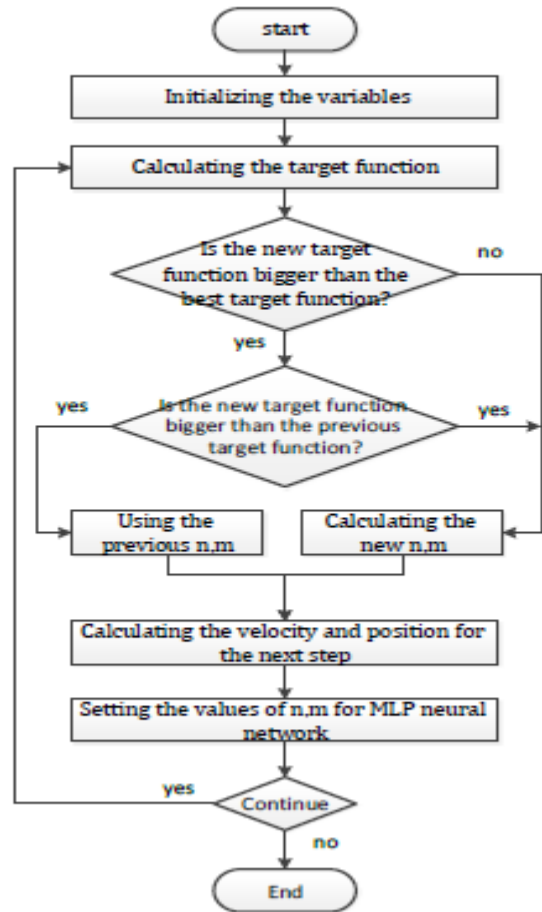 start
Initializing the variables
Calculating the target function
Is the new target
function bigger than the
best target function?
no
yes
Is the new target function
bigger than the previous
target function?
yes
yes
Using the
previous n,m
Calculating the
new n,m
Calculating the velocity and position for
the next step
Setting the values of n,m for MLP neural
network
yes
Continue
no
End